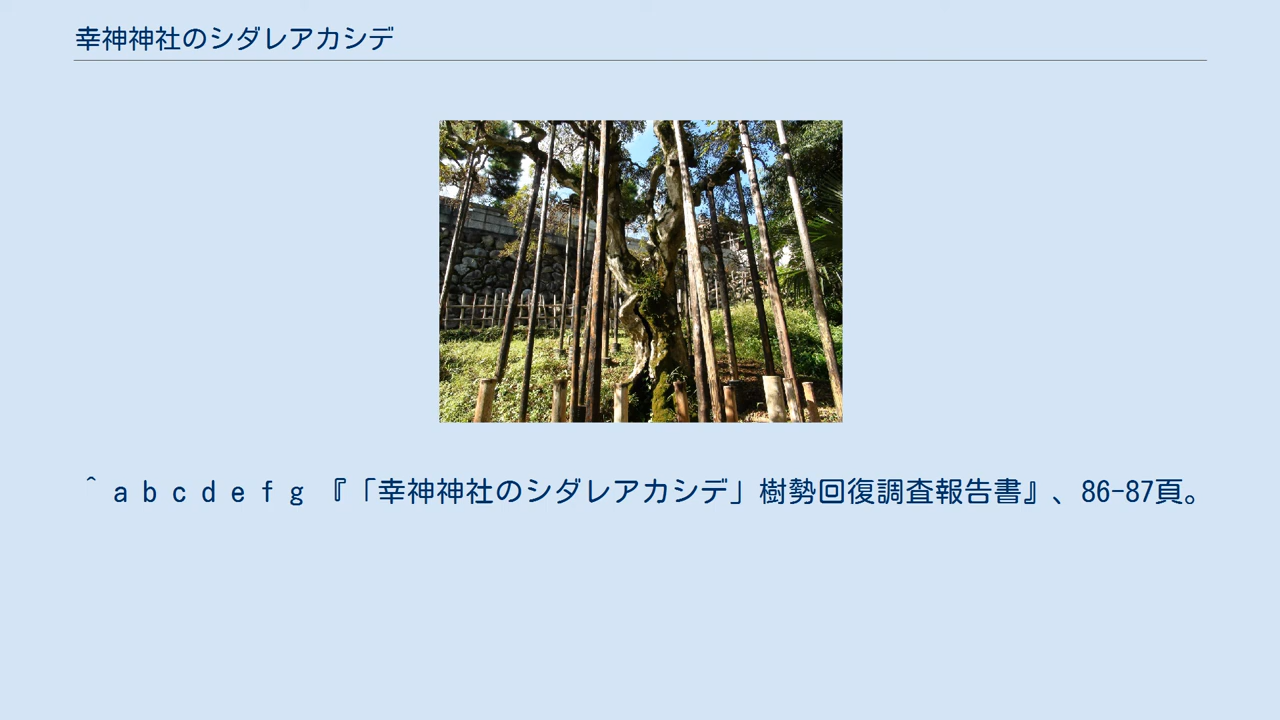 幸神神社のシダレアカシデ
^ a b c d e f g 『「幸神神社のシダレアカシデ」樹勢回復調査報告書』、86-87頁。